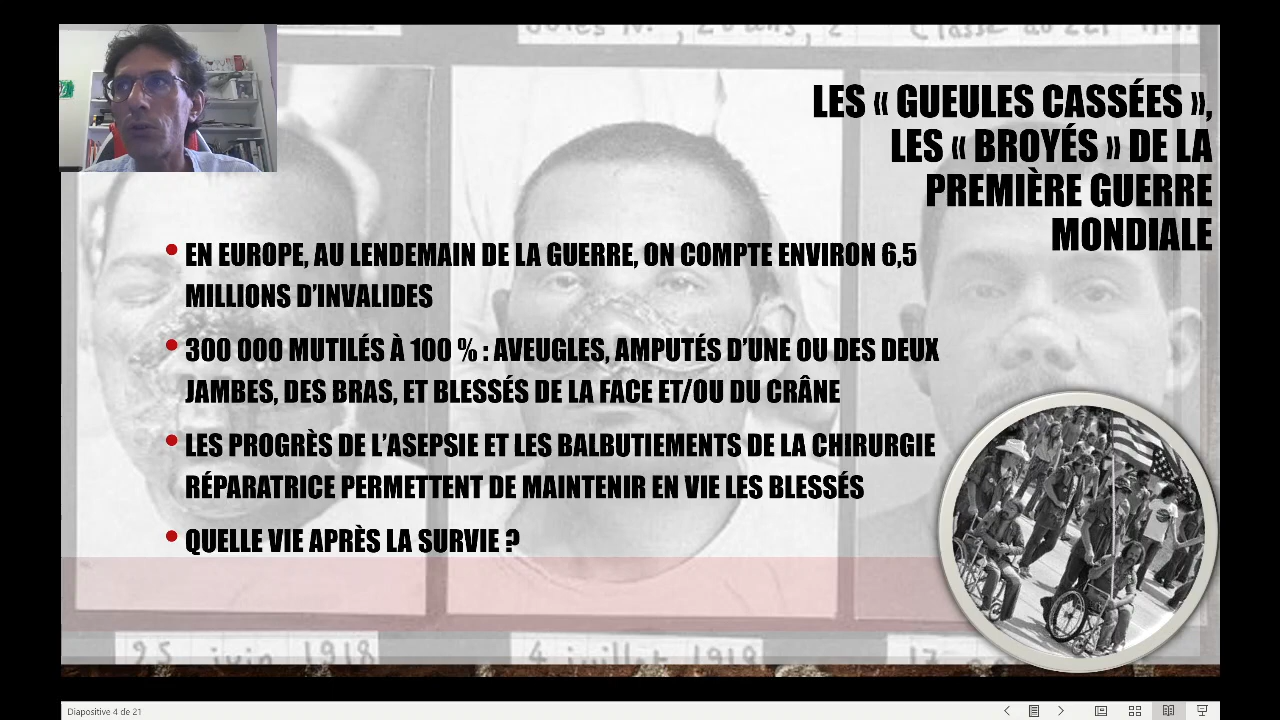 LES « GUEULES CASSÉES »,
LES « BROYÉS » DE LA
PREMIÈRE GUERRE
MONDIALE
• EN EUROPE, AU LENDEMAIN DE LA GUERRE, ON COMPTE ENVIRON 6,5
MILLIONS D’INVALIDES
• 300 000 MUTILÉS À 100 % : AVEUGLES, AMPUTÉS D’UNE OU DES DEUX
JAMBES, DES BRAS, ET BLESSÉS DE LA FACE ET/OU DU CRÂNE
• LES PROGRÈS DE L’ASEPSIE ET LES BALBUTIEMENTS DE LA CHIRURGIE
RÉPARATRICE PERMETTENT DE MAINTENIR EN VIE LES BLESSÉS
• QUELLE VIE APRÈS LA SURVIE ?
25 juin 1918
4 juillet 1918
Diapositive 4 de 21